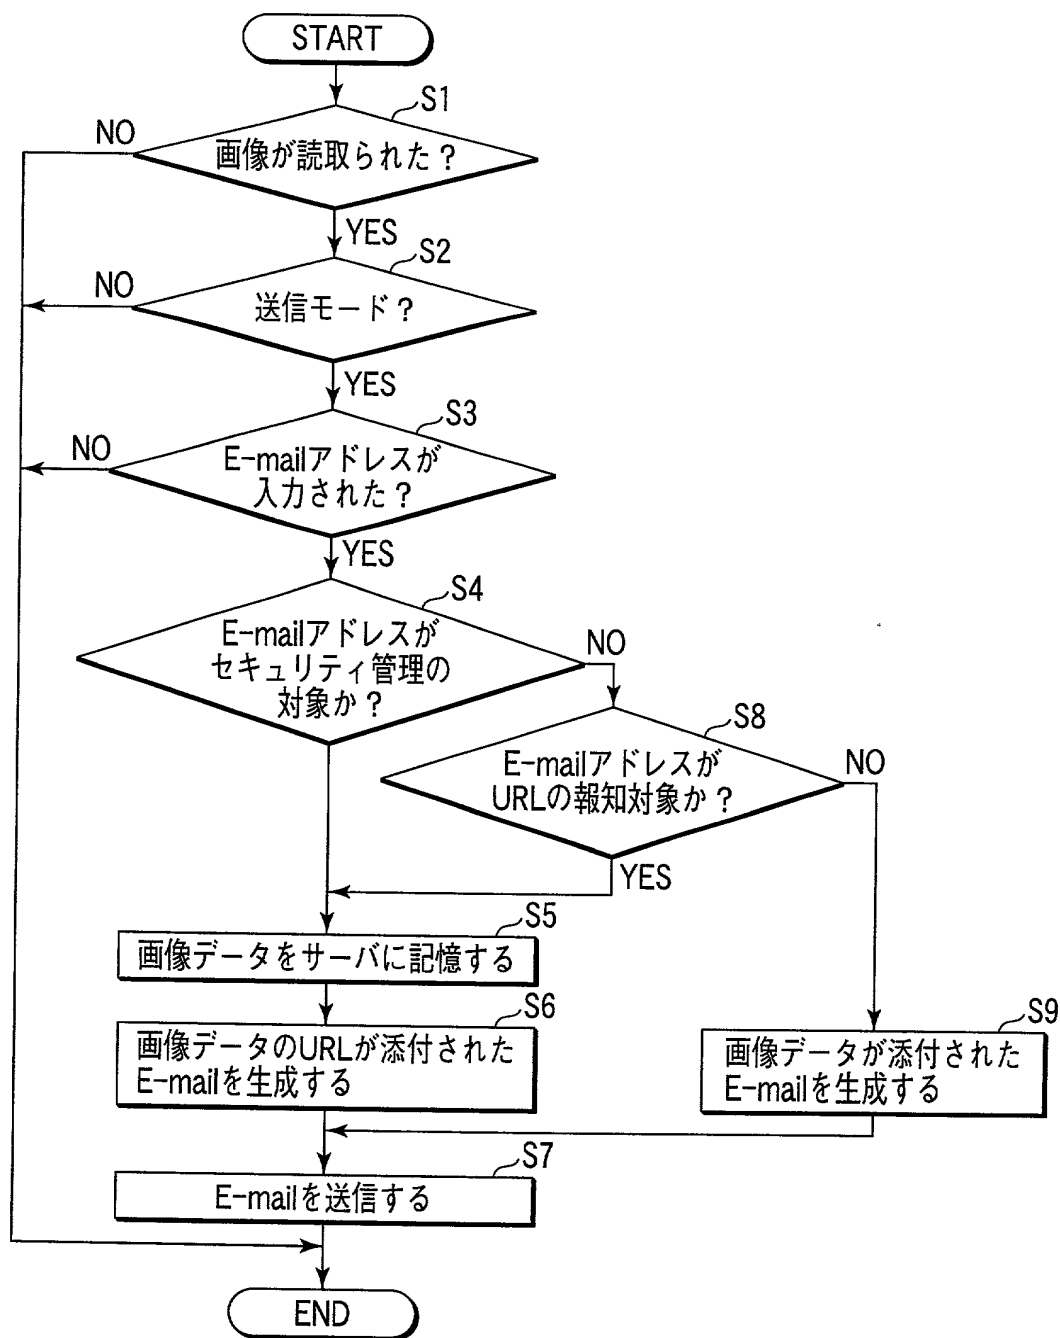 START
S1
NO
画像が読取られた？
YES
S2
NO
送信モード？
YES
S3
NO
E-mailアドレスが
入力された？
YES
S4
E-mailアドレスが
セキュリティ管理の
対象か？
NO
S8
E-mailアドレスが
URLの報知対象か？
NO
YES
S5
画像データをサーバに記憶する
S6
画像データのURLが添付された
E-mailを生成する
S9
画像データが添付された
E-mailを生成する
S7
E-mailを送信する
END